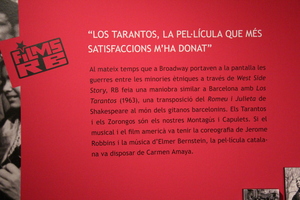 FILMS
RB
“LOS TARANTOS, LA PEL·LÍCULA QUE MÉS
SATISFACCIONS M’HA DONAT”
Al mateix temps que a Broadway portaven a la pantalla les
guerres entre les minories ètniques a través de West Side
Story, RB feia una maniobra similar a Barcelona amb Los
Tarantos (1963), una transposició del Romeu i Julieta de
Shakespeare al món dels gitanos barcelonins. Els Tarantos
i els Zorongos són els nostres Montagús i Capulets. Si el
musical i el film americà va tenir la coreografia de Jerome
Robbins i la música d’Elmer Bernstein, la pel·lícula catala-
na va disposar de Carmen Amaya.